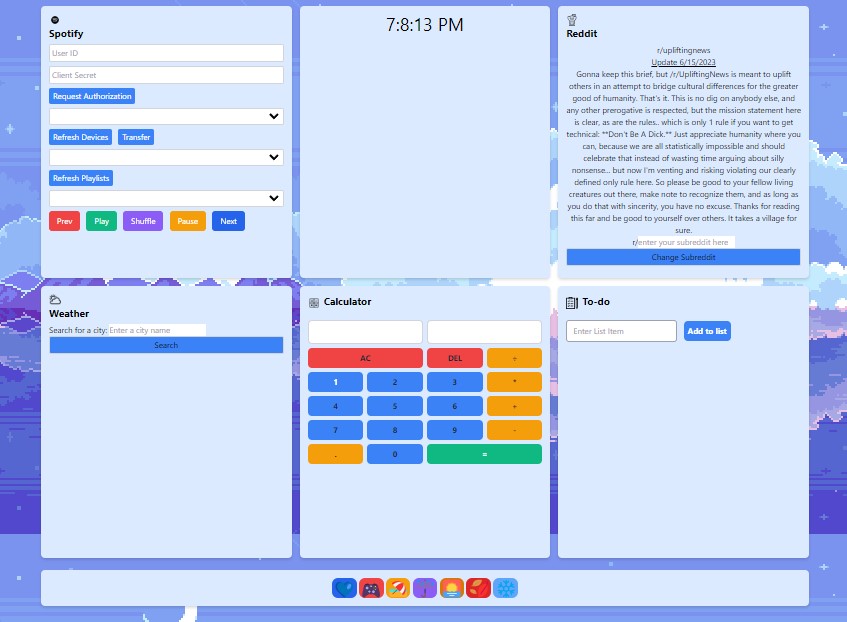 Spotify
User ID
Client Secret
Request Authorization
Refresh Devices Transfer
Refresh Playlists
Prev Play Shuffle Pause Next
7:8:13 PM
Reddit
r/upliftingnews
Update 6/15/2023
Gonna keep this brief, but /r/UpliftingNews is meant to uplift
others in an attempt to bridge cultural differences for the greater
good of humanity. That's it. This is no dig on anybody else, and
any other prerogative is respected, but the mission statement here
is clear, as are the rules.. which is only 1 rule if you want to get
technical: **Don't Be A Dick.** Just appreciate humanity where you
can, because we are all statistically impossible and should
celebrate that instead of wasting time arguing about silly
nonsense... but now I'm venting and risking violating our clearly
defined only rule here. So please be good to your fellow living
creatures out there, make note to recognize them, and as long as
you do that with sincerity, you have no excuse. Thanks for reading
this far and be good to yourself over others. It takes a village for
sure.
r/enter your subreddit here
Change Subreddit
Weather
Search for a city: Enter a city name
Search
Calculator
AC DEL ÷
1 2 3 *
4 5 6 +
7 8 9 -
. 0 =
To-do
Enter List Item Add to list